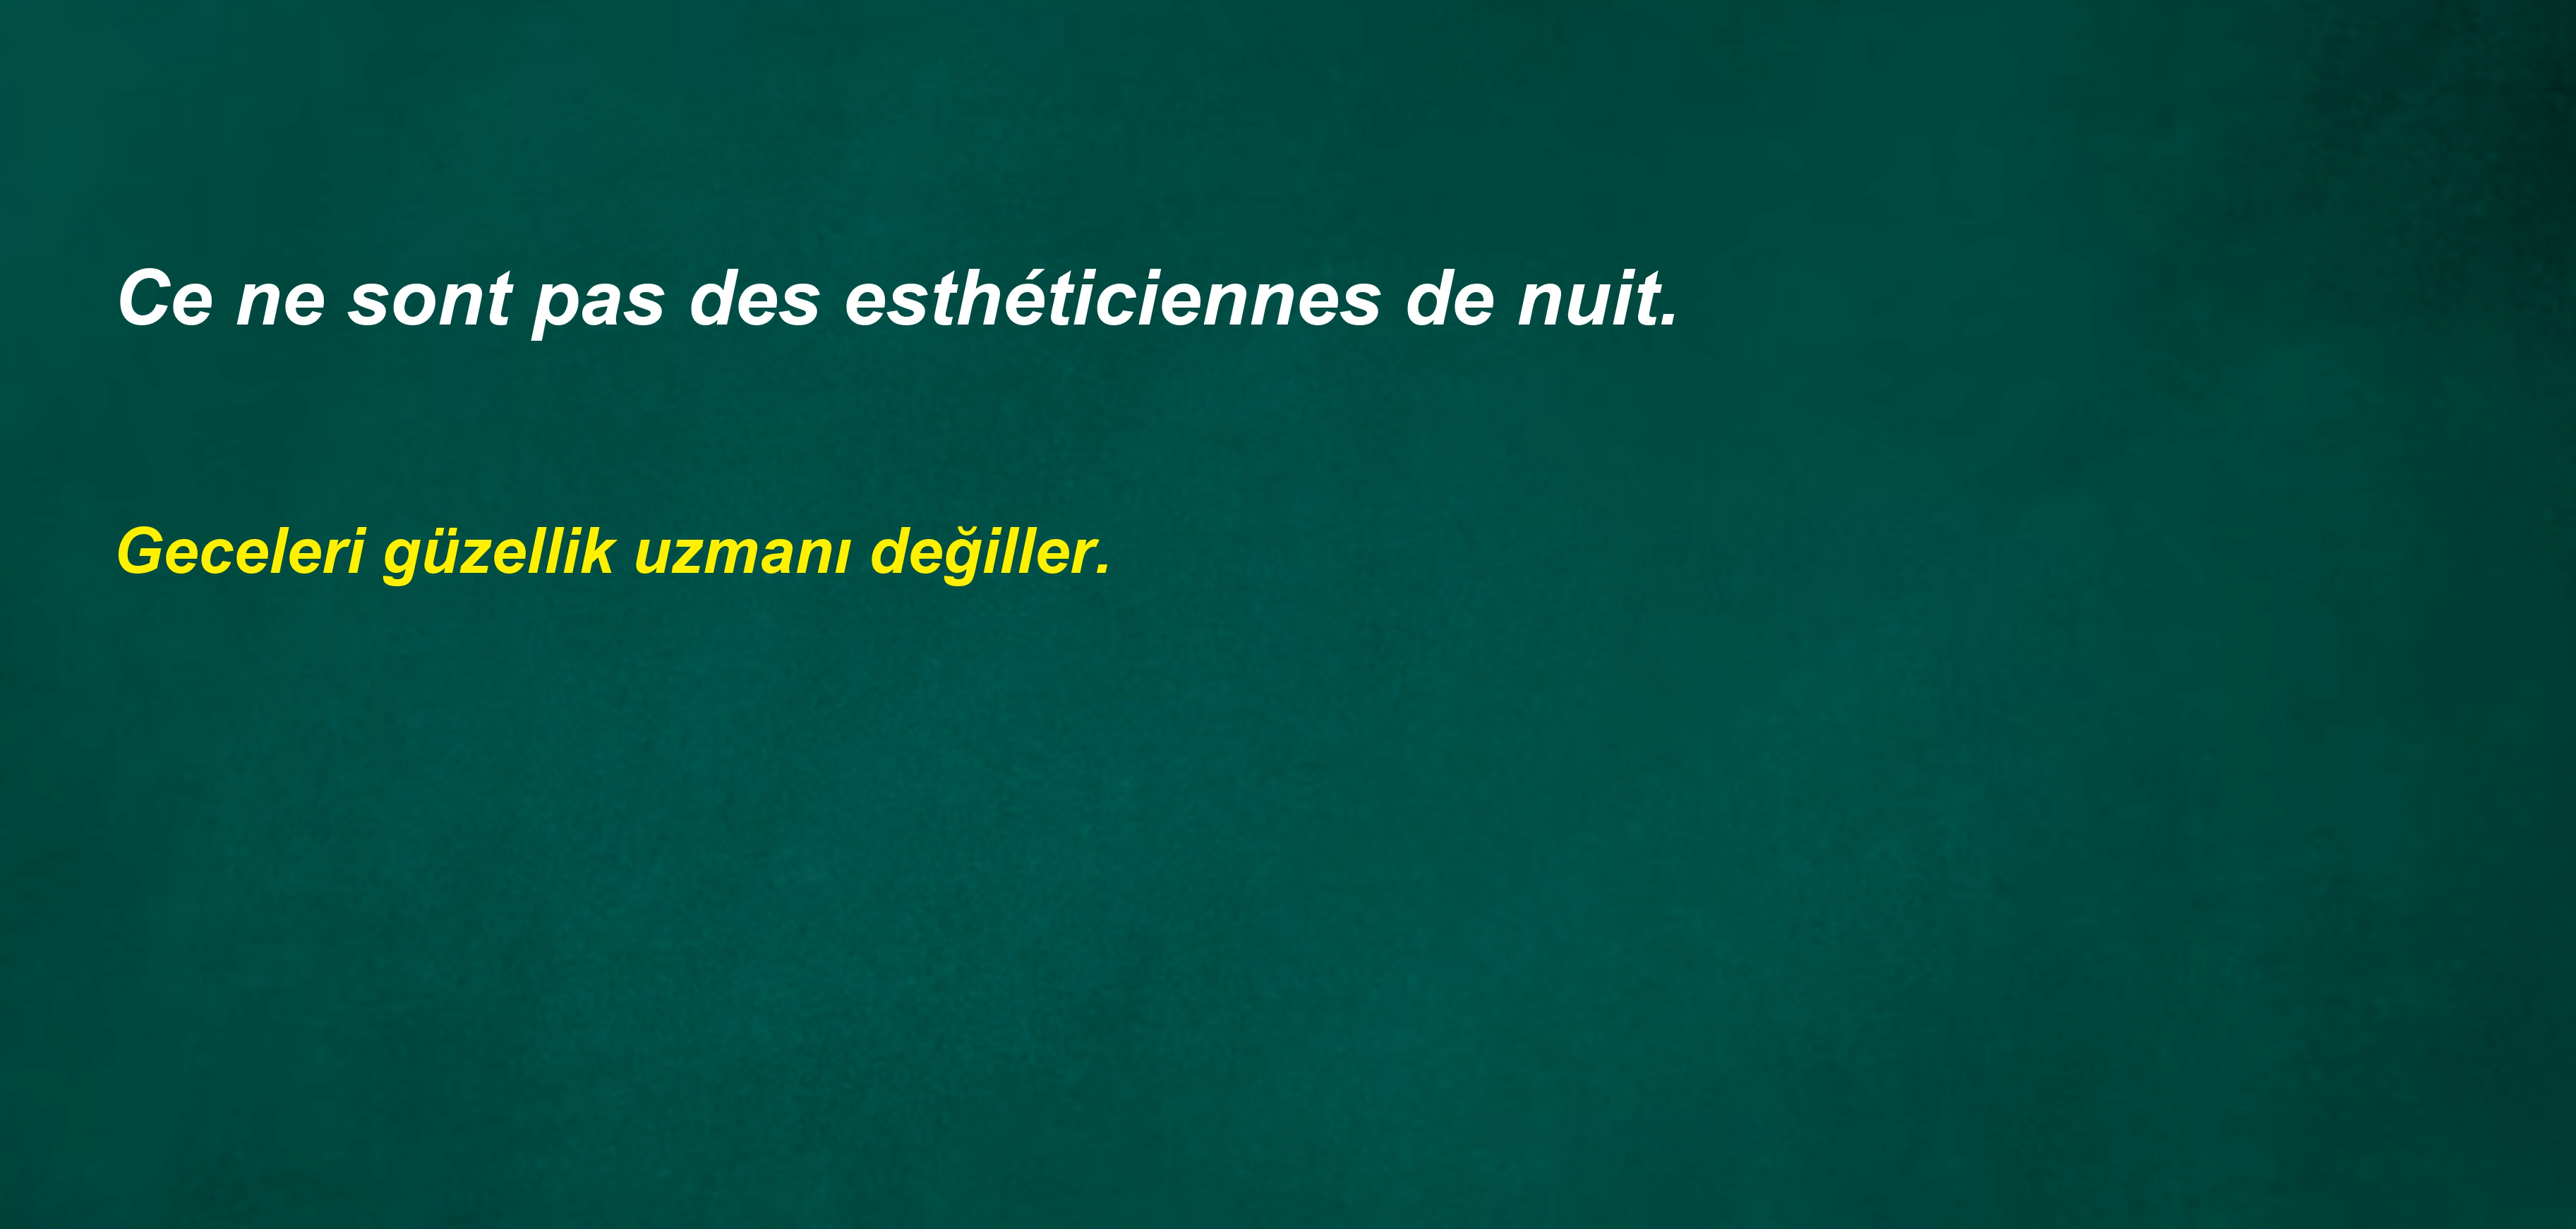 Ce ne sont pas des esthéticiennes de nuit.
Geceleri güzellik uzmanı değiller.